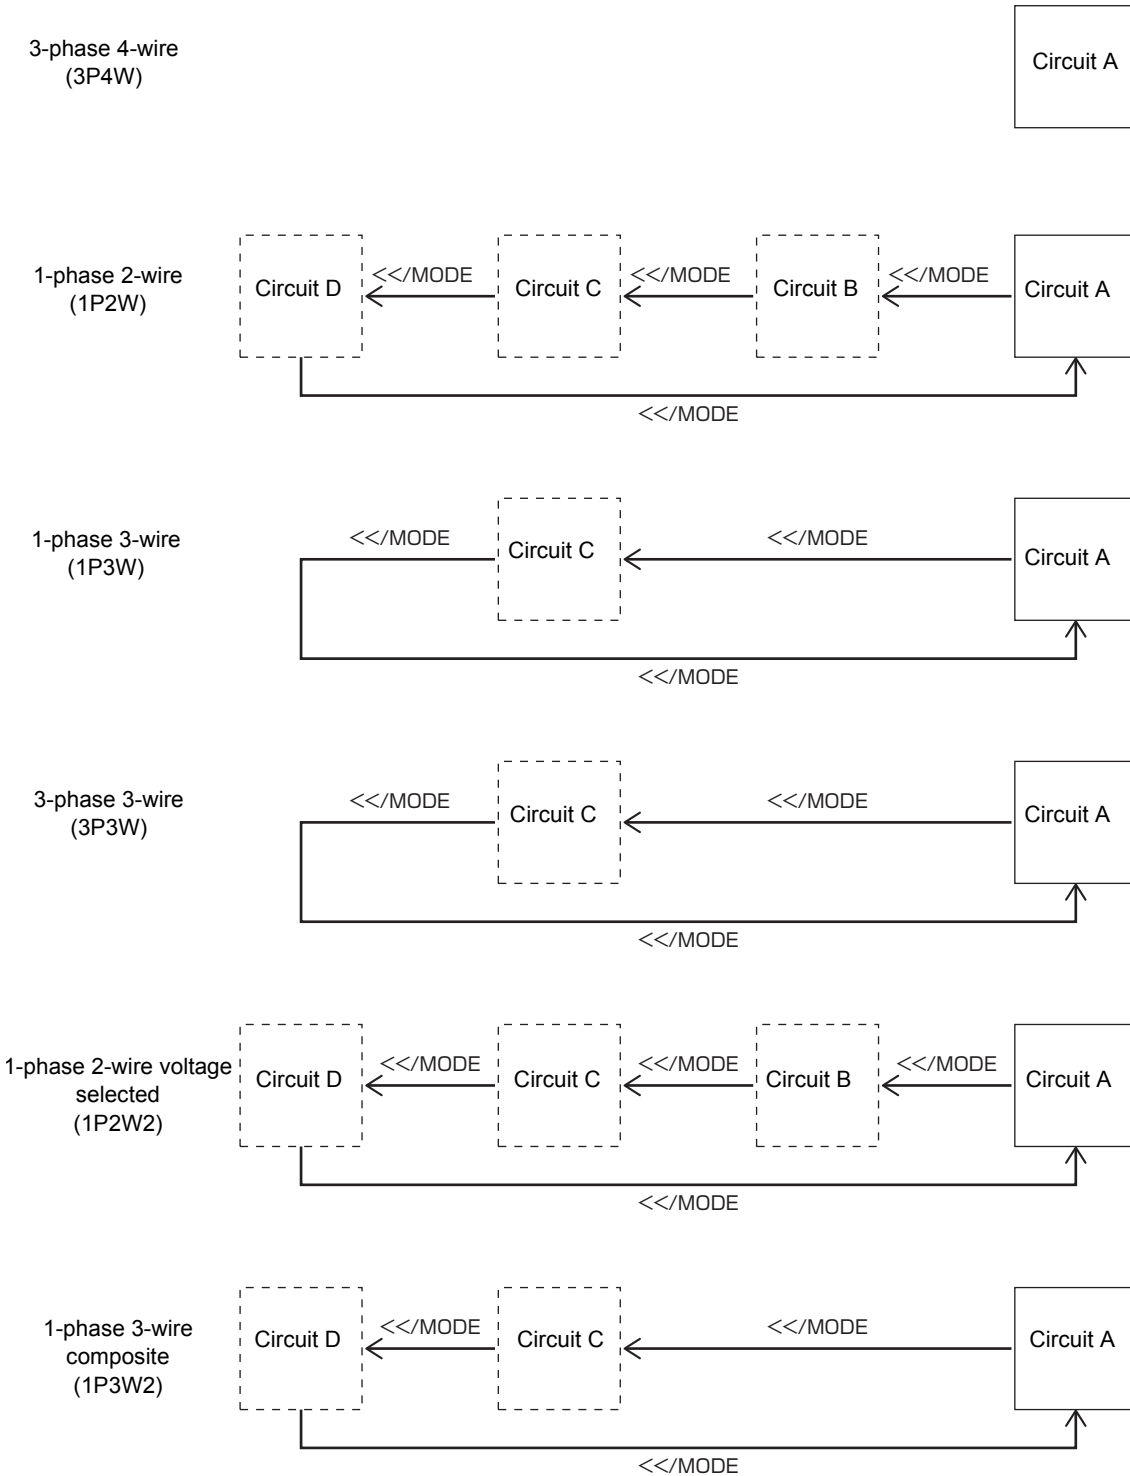 3-phase 4-wire
(3P4W)
Circuit A
1-phase 2-wire
(1P2W)
Circuit D
<</MODE
Circuit C
<</MODE
Circuit B
<</MODE
Circuit A
<</MODE
1-phase 3-wire
(1P3W)
<</MODE
Circuit C
<</MODE
Circuit A
<</MODE
3-phase 3-wire
(3P3W)
<</MODE
Circuit C
<</MODE
Circuit A
<</MODE
1-phase 2-wire voltage
selected
(1P2W2)
Circuit D
<</MODE
Circuit C
<</MODE
Circuit B
<</MODE
Circuit A
<</MODE
1-phase 3-wire
composite
(1P3W2)
Circuit D
<</MODE
Circuit C
<</MODE
Circuit A
<</MODE